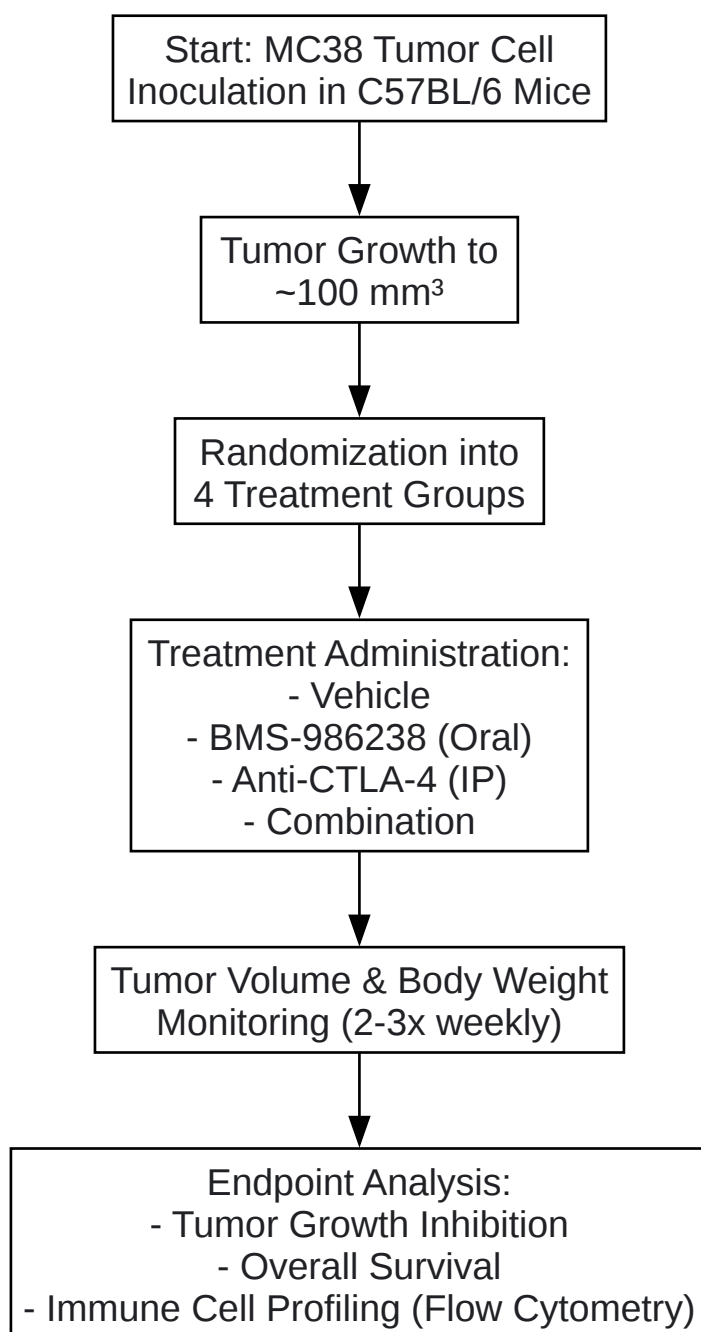 Start: MC38 Tumor Cell
Inoculation in C57BL/6 Mice
Tumor Growth to
~100 mm³
Randomization into
4 Treatment Groups
Treatment Administration:
- Vehicle
- BMS-986238 (Oral)
- Anti-CTLA-4 (IP)
- Combination
Tumor Volume & Body Weight
Monitoring (2-3x weekly)
Endpoint Analysis:
- Tumor Growth Inhibition
- Overall Survival
- Immune Cell Profiling (Flow Cytometry)